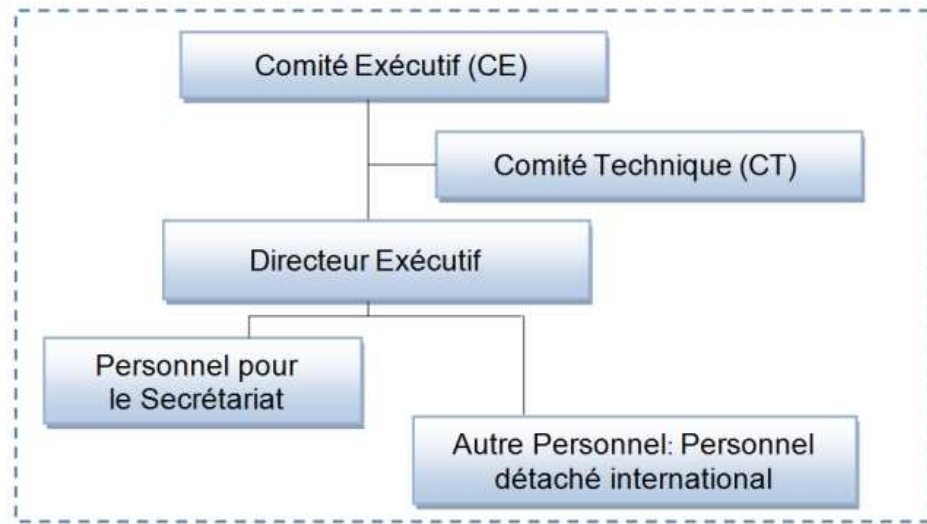 Comité Exécutif (CE)
Comité Technique (CT)
Directeur Exécutif
Personnel pour
le Secrétariat
Autre Personnel: Personnel
détaché international